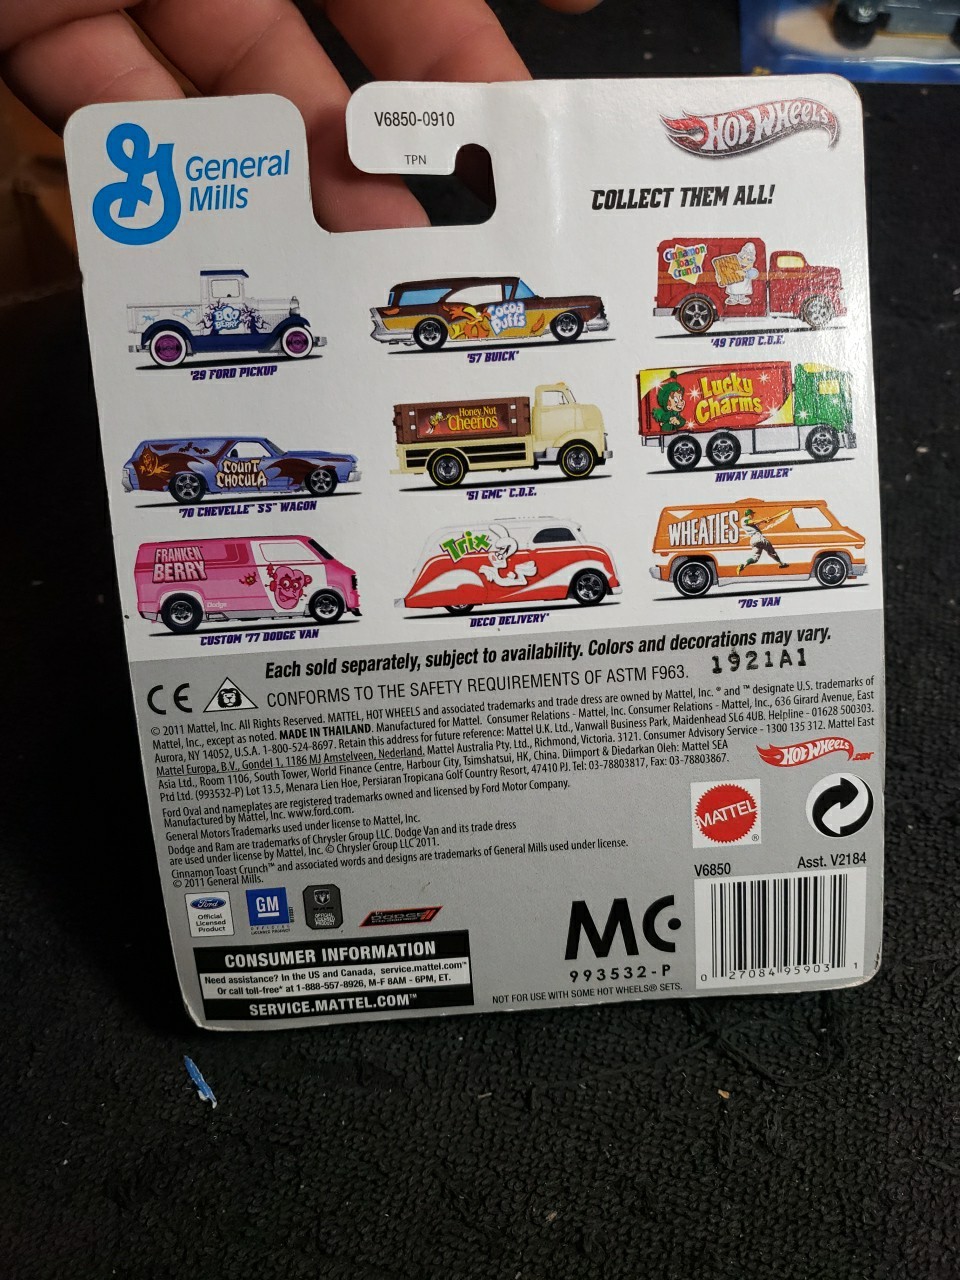 V6850-0910
TPN
General
Mills
HOT WHEELS
COLLECT THEM ALL!
BOO
BERRY
'29 FORD PICKUP
Cocoa
Puffs
'57 BUICK®
Cinnamon
Toast
Crunch
'49 FORD C.O.E.
COUNT
CHOCULA
'70 CHEVELLE™ SS™ WAGON
Honey Nut
Cheerios
'51 GMC® C.O.E.
Lucky
Charms
HIWAY HAULER®
FRANKEN
BERRY
Dodge
CUSTOM '77 DODGE VAN
Trix
DECO DELIVERY®
WHEATIES
'70s VAN
Each sold separately, subject to availability. Colors and decorations may vary.
CE CONFORMS TO THE SAFETY REQUIREMENTS OF ASTM F963. 1921A1
© 2011 Mattel, Inc. All Rights Reserved. MATTEL, HOT WHEELS and associated trademarks and trade dress are owned by Mattel, Inc. ® and ™ designate U.S. trademarks of
Mattel, Inc., except as noted. MADE IN THAILAND. Manufactured for Mattel. Consumer Relations - Mattel, Inc. Consumer Relations - Mattel, Inc., 636 Girard Avenue, East
Aurora, NY 14052, U.S.A. 1-800-524-8697. Retain this address for future reference: Mattel U.K. Ltd., Vanwall Business Park, Maidenhead SL6 4UB. Helpline - 01628 500303.
Mattel Europa, B.V., Gondel 1, 1186 MJ Amstelveen, Nederland. Mattel Australia Pty. Ltd., Richmond, Victoria. 3121. Consumer Advisory Service - 1300 135 312. Mattel East
Asia Ltd., Room 1106, South Tower, World Finance Centre, Harbour City, Tsimshatsui, HK, China. Diimport & Diedarkan Oleh: Mattel SEA
Ptd Ltd. (993532-P) Lot 13.5, Menara Lien Hoe, Persiaran Tropicana Golf Country Resort, 47410 PJ. Tel: 03-78803817, Fax: 03-78803867.
HOT WHEELS.COM
Ford Oval and nameplates are registered trademarks owned and licensed by Ford Motor Company.
Manufactured by Mattel, Inc. www.ford.com.
General Motors Trademarks used under license to Mattel, Inc.
Dodge and Ram are trademarks of Chrysler Group LLC. Dodge Van and its trade dress
are used under license by Mattel, Inc. © Chrysler Group LLC 2011.
Cinnamon Toast Crunch™ and associated words and designs are trademarks of General Mills used under license.
© 2011 General Mills.
MATTEL®
V6850 Asst. V2184
Ford
Official
Licensed
Product
GM
OFFICIAL
LICENSED PRODUCT
OFFICIAL
LICENSED
PRODUCT
DODGE
CONSUMER INFORMATION
Need assistance? In the US and Canada, service.mattel.com™
Or call toll-free* at 1-888-557-8926, M-F 8AM - 6PM, ET.
SERVICE.MATTEL.COM™
MC
993532-P
NOT FOR USE WITH SOME HOT WHEELS® SETS.
0 27084 95903 1